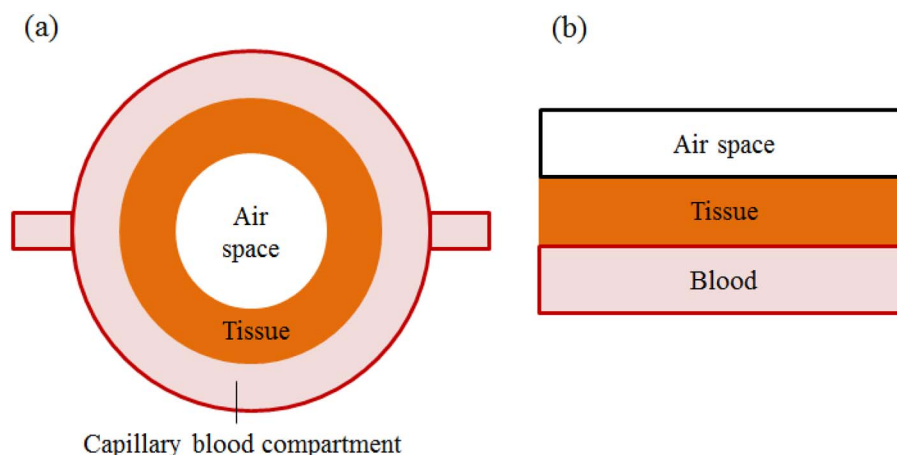 (a)
(b)
Air
space
Tissue
Capillary blood compartment
Air space
Tissue
Blood